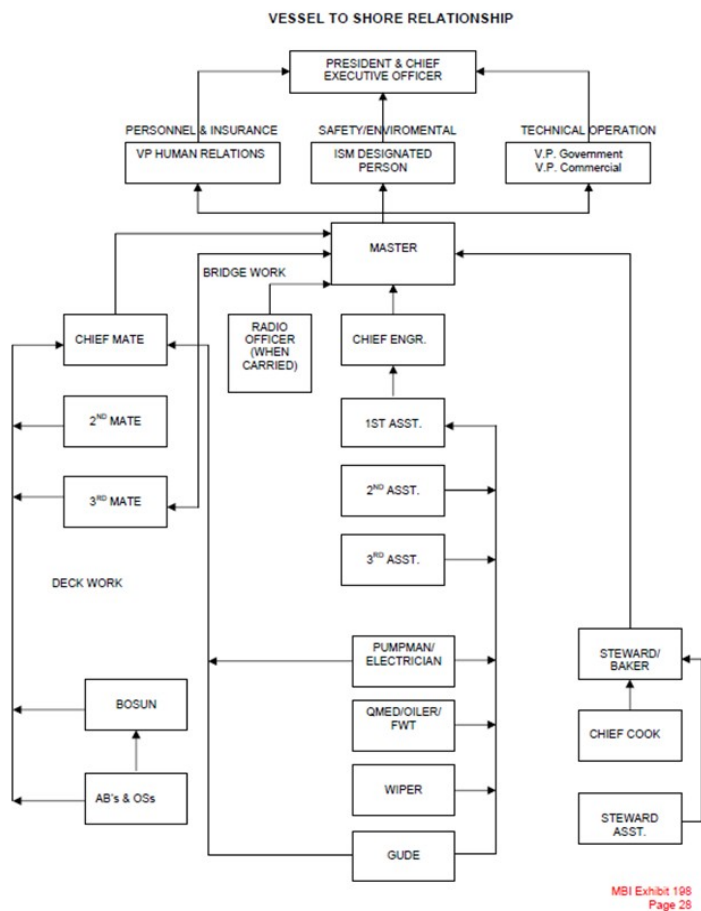 VESSEL TO SHORE RELATIONSHIP
PRESIDENT & CHIEF
EXECUTIVE OFFICER
PERSONNEL & INSURANCE
SAFETY/ENVIROMENTAL
TECHNICAL OPERATION
VP HUMAN RELATIONS
ISM DESIGNATED
PERSON
V.P. Government
V.P. Commercial
MASTER
BRIDGE WORK
CHIEF MATE
RADIO
OFFICER
(WHEN
CARRIED)
CHIEF ENGR.
2ND MATE
1ST ASST.
3RD MATE
2ND ASST.
3RD ASST.
DECK WORK
PUMPMAN/
ELECTRICIAN
STEWARD/
BAKER
BOSUN
QMED/OILER/
FWT
CHIEF COOK
AB's & OSs
WIPER
STEWARD
ASST.
GUDE
MBI Exhibit 198
Page 28